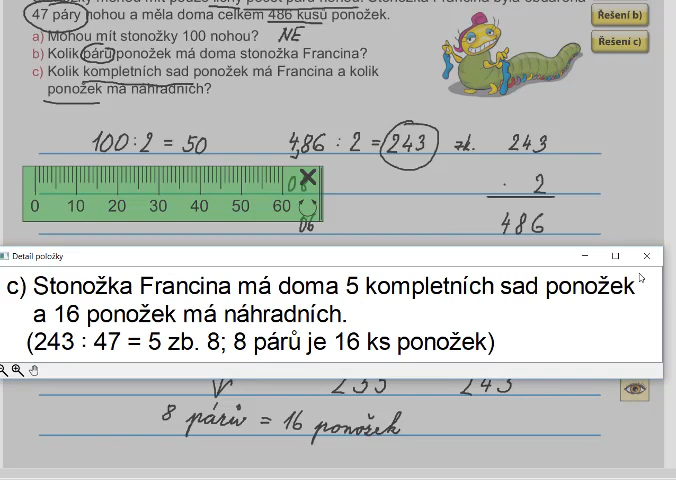 47 páry nohou a měla doma celkem 486 kusů ponožek.
Řešení b)
a) Mohou mít stonožky 100 nohou? NE
b) Kolik párů ponožek má doma stonožka Francina?
Řešení c)
c) Kolik kompletních sad ponožek má Francina a kolik
ponožek má náhradních?
100 : 2 = 50
486 : 2 = 243
zk. 243
08
· 2
0 10 20 30 40 50 60
06
486
Detail položky
c) Stonožka Francina má doma 5 kompletních sad ponožek
a 16 ponožek má náhradních.
(243 : 47 = 5 zb. 8; 8 párů je 16 ks ponožek)
235 243
8 párů = 16 ponožek